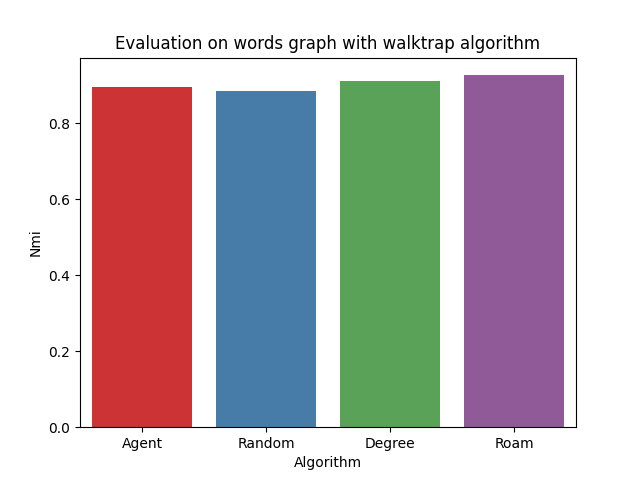 Evaluation on words graph with walktrap algorithm
0.8
0.6
0.4
0.2
0.0
Nmi
Agent Random Degree Roam
Algorithm